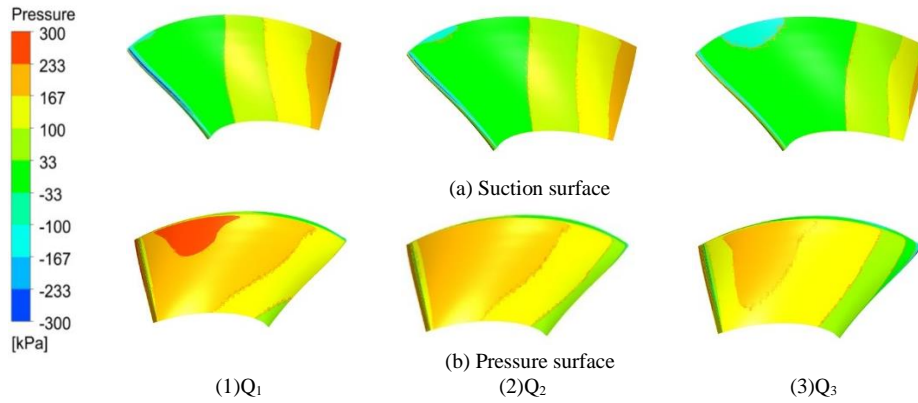 Pressure
300
233
167
100
33
-33
-100
-167
-233
-300
[kPa]
(a) Suction surface
(b) Pressure surface
(1)Q₁ (2)Q₂ (3)Q₃